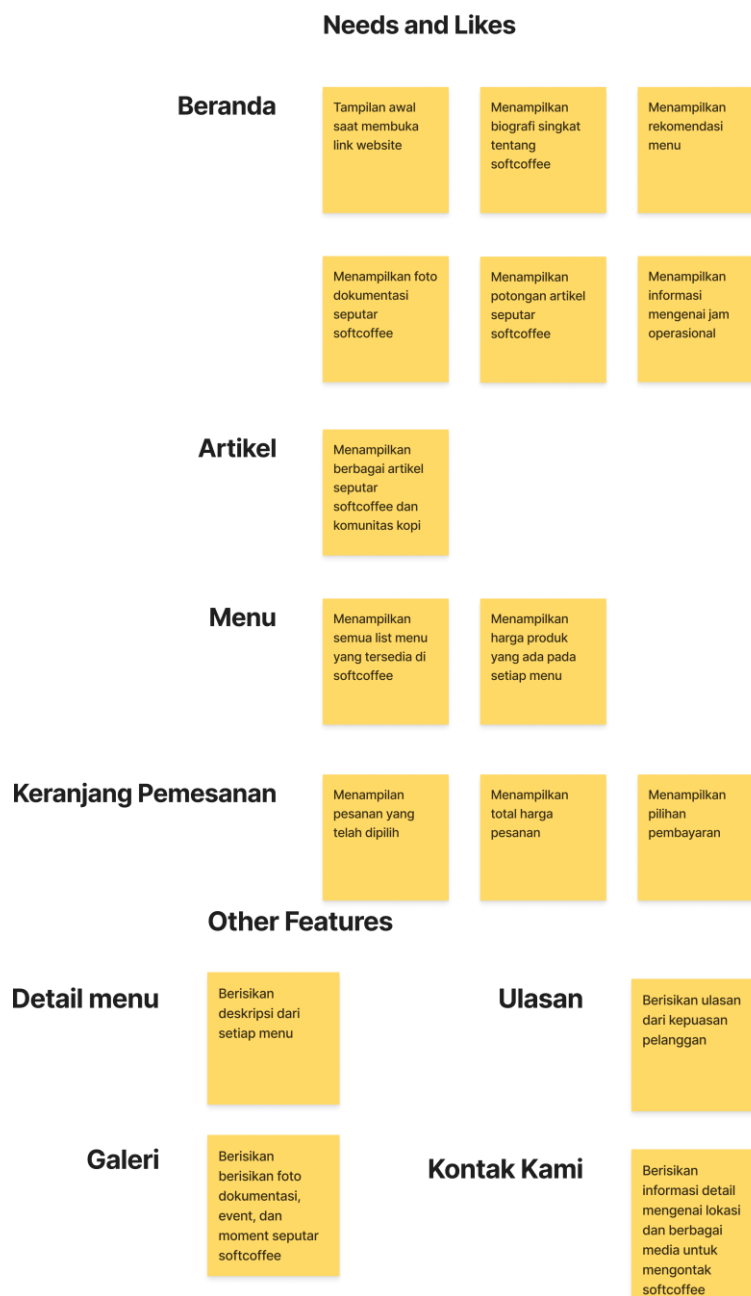 Needs and Likes
Beranda
Tampilan awal
saat membuka
link website
Menampilkan
biografi singkat
tentang
softcoffee
Menampilkan
rekomendasi
menu
Menampilkan foto
dokumentasi
seputar
softcoffee
Menampilkan
potongan artikel
seputar
softcoffee
Menampilkan
informasi
mengenai jam
operasional
Artikel
Menampilkan
berbagai artikel
seputar
softcoffee dan
komunitas kopi
Menu
Menampilkan
semua list menu
yang tersedia di
softcoffee
Menampilkan
harga produk
yang ada pada
setiap menu
Keranjang Pemesanan
Menampilan
pesanan yang
telah dipilih
Menampilkan
total harga
pesanan
Menampilkan
pilihan
pembayaran
Other Features
Detail menu
Berisikan
deskripsi dari
setiap menu
Ulasan
Berisikan ulasan
dari kepuasan
pelanggan
Galeri
Berisikan
berisikan foto
dokumentasi,
event, dan
moment seputar
softcoffee
Kontak Kami
Berisikan
informasi detail
mengenai lokasi
dan berbagai
media untuk
mengontak
softcoffee